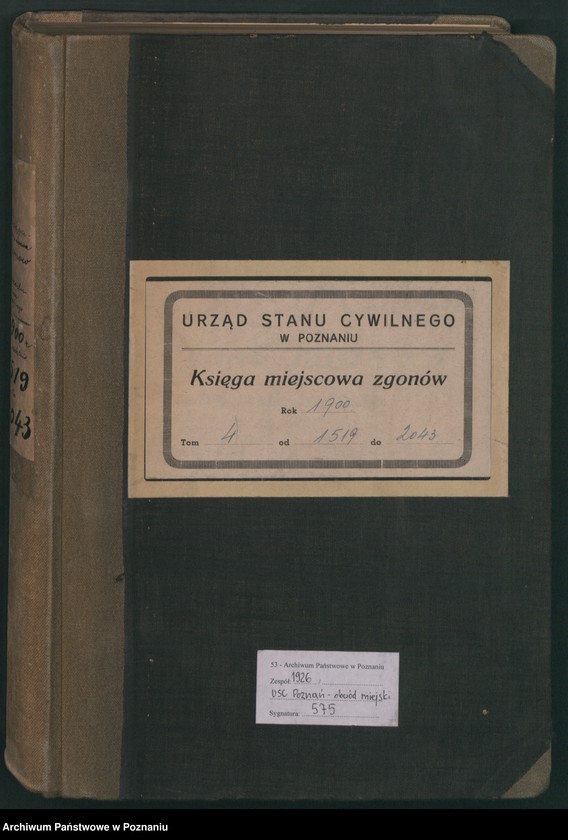 URZĄD STANU CYWILNEGO
W POZNANIU
Księga miejscowa zgonów
Rok 1900
Tom 4 od 1519 do 2043
53 - Archiwum Państwowe w Poznaniu
Zespół: 1926
USC Poznań - obwód miejski
Sygnatura: 575
Archiwum Państwowe w Poznaniu